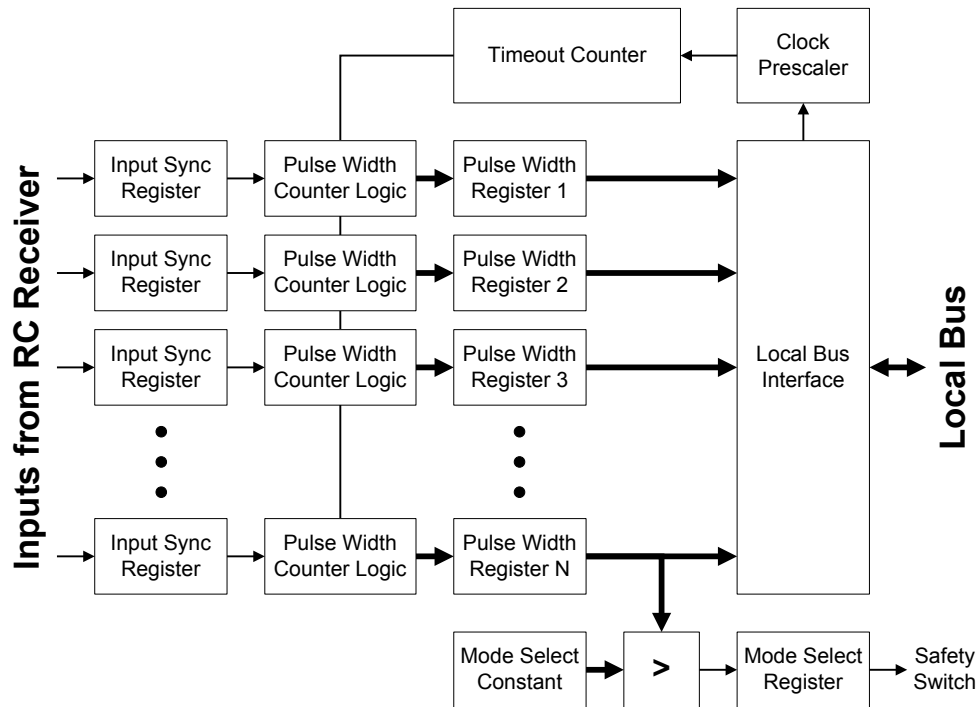 Timeout Counter
Clock
Prescaler
Inputs from RC Receiver
Input Sync
Register
Pulse Width
Counter Logic
Pulse Width
Register 1
Input Sync
Register
Pulse Width
Counter Logic
Pulse Width
Register 2
Input Sync
Register
Pulse Width
Counter Logic
Pulse Width
Register 3
Local Bus
Interface
Local Bus
Input Sync
Register
Pulse Width
Counter Logic
Pulse Width
Register N
Mode Select
Constant
>
Mode Select
Register
Safety
Switch